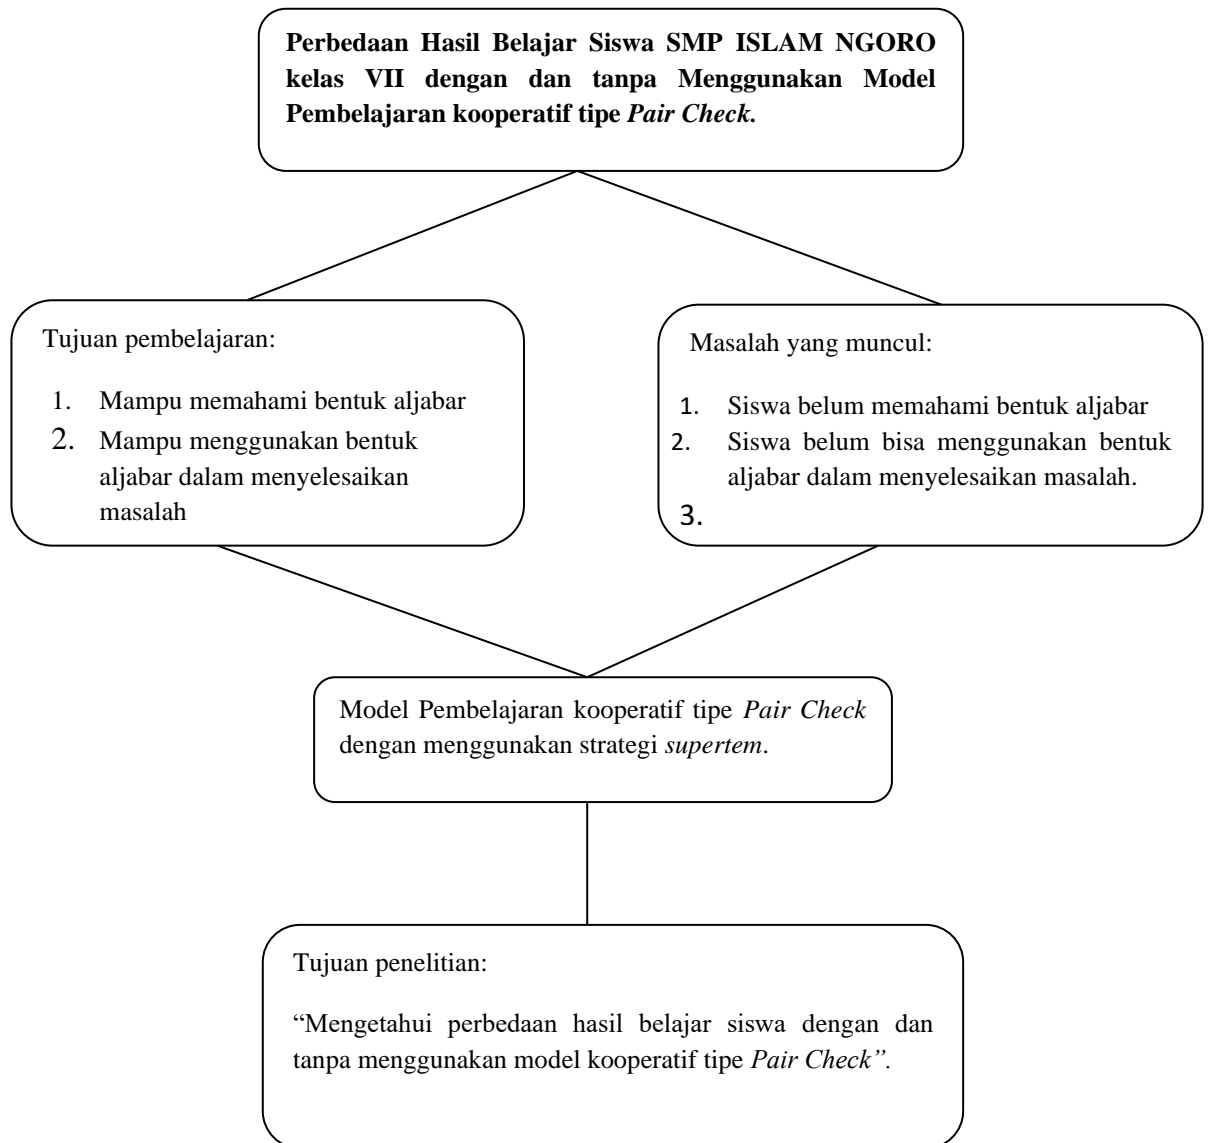 Perbedaan Hasil Belajar Siswa SMP ISLAM NGORO
kelas VII dengan dan tanpa Menggunakan Model
Pembelajaran kooperatif tipe Pair Check.
Tujuan pembelajaran:
1. Mampu memahami bentuk aljabar
2. Mampu menggunakan bentuk
aljabar dalam menyelesaikan
masalah
Masalah yang muncul:
1. Siswa belum memahami bentuk aljabar
2. Siswa belum bisa menggunakan bentuk
aljabar dalam menyelesaikan masalah.
3.
Model Pembelajaran kooperatif tipe Pair Check
dengan menggunakan strategi supertem.
Tujuan penelitian:
“Mengetahui perbedaan hasil belajar siswa dengan dan
tanpa menggunakan model kooperatif tipe Pair Check”.